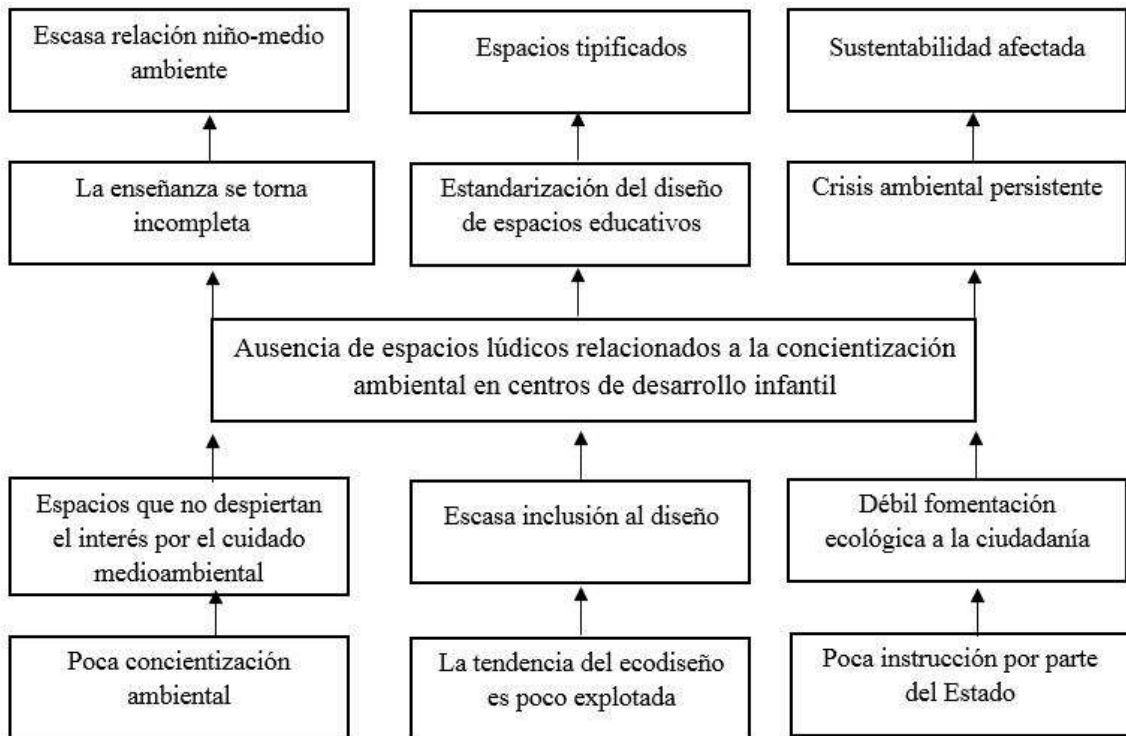 Escasa relación niño-medio
ambiente
Espacios tipificados
Sustentabilidad afectada
La enseñanza se torna
incompleta
Estandarización del diseño
de espacios educativos
Crisis ambiental persistente
Ausencia de espacios lúdicos relacionados a la concientización
ambiental en centros de desarrollo infantil
Espacios que no despiertan
el interés por el cuidado
medioambiental
Escasa inclusión al diseño
Débil fomentación
ecológica a la ciudadanía
Poca concientización
ambiental
La tendencia del ecodiseño
es poco explotada
Poca instrucción por parte
del Estado